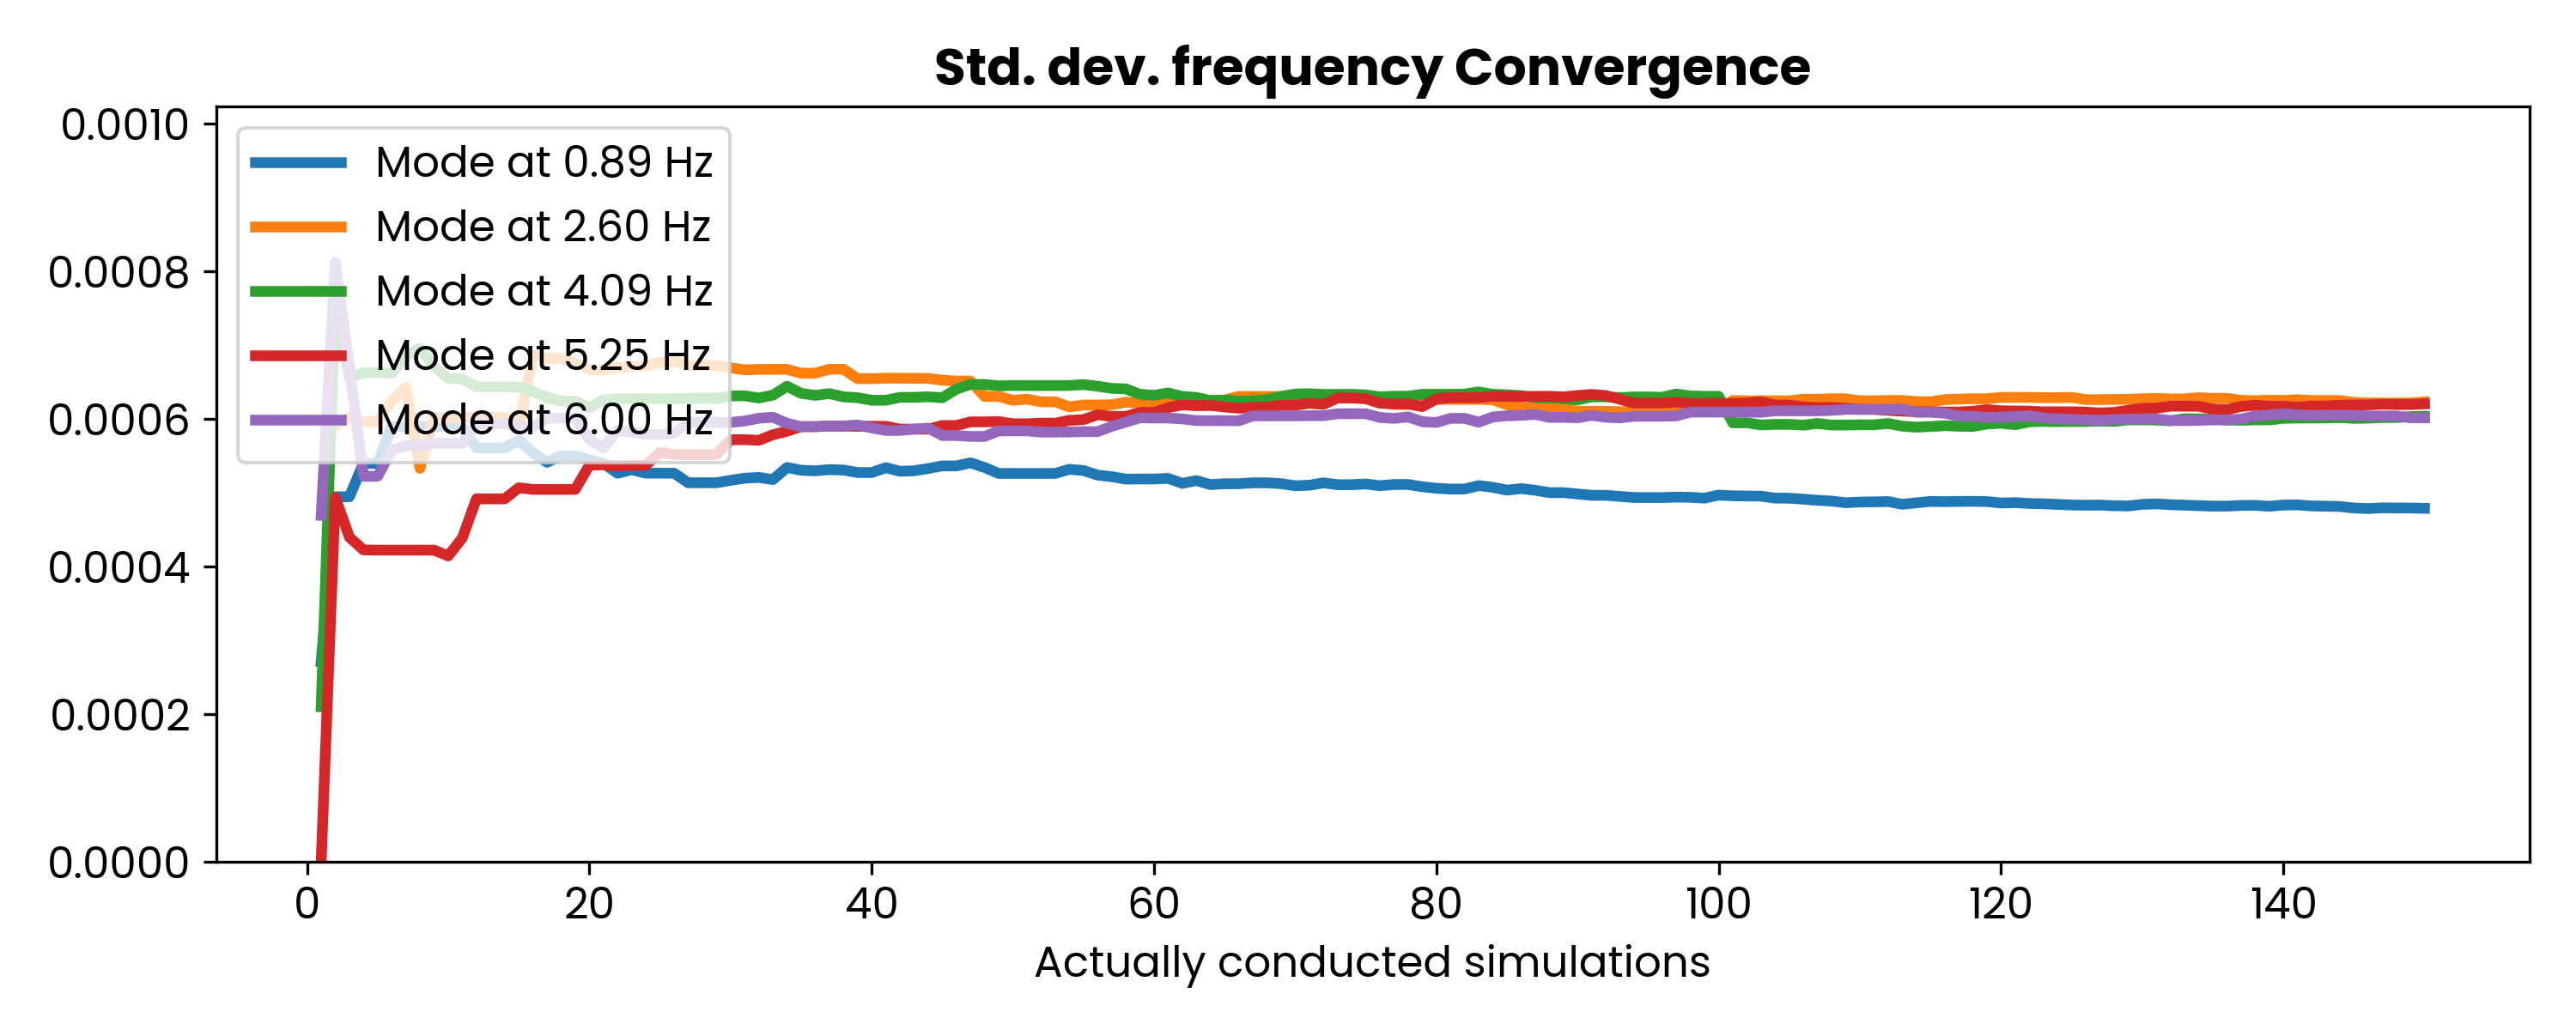 Std. dev. frequency Convergence
0.0010
0.0008
0.0006
0.0004
0.0002
0.0000
Mode at 0.89 Hz
Mode at 2.60 Hz
Mode at 4.09 Hz
Mode at 5.25 Hz
Mode at 6.00 Hz
0 20 40 60 80 100 120 140
Actually conducted simulations